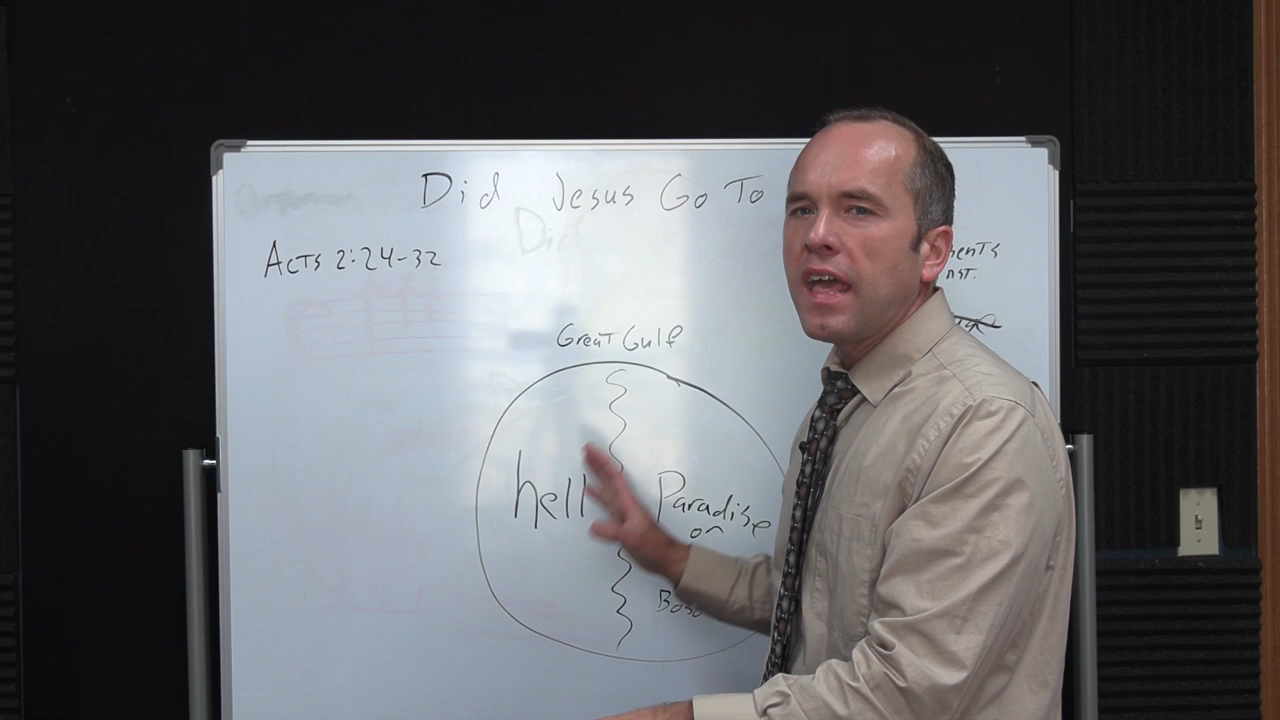 Did Jesus Go To
Acts 2:24-32
Great Gulf
hell
Paradise
or